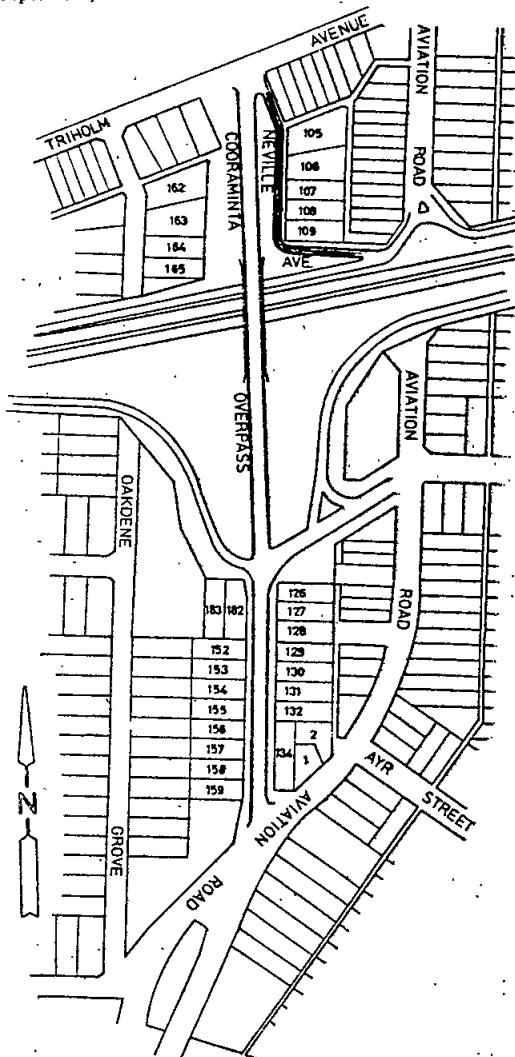 AVENUE
TRIHOLM
AVIATION
ROAD
NEVILLE
COORAMINTA
105
106
107
108
109
162
163
164
165
AVE.
OVERPASS
AVIATION
ROAD
OAKDENE
GROVE
183
182
126
127
128
129
130
131
132
134
2
1
152
153
154
155
156
157
158
159
AYR
STREET
AVIATION
ROAD
N